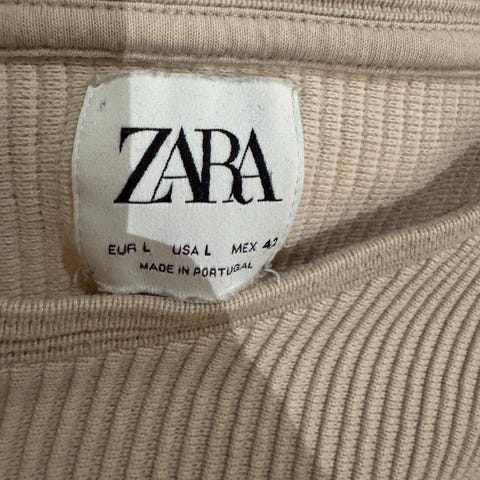 ZARA
EUR L USA L MEX 42
MADE IN PORTUGAL